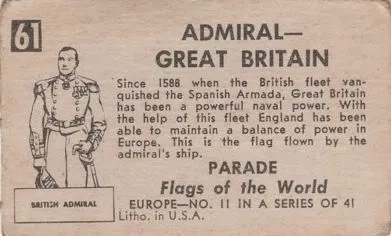 61
ADMIRAL—
GREAT BRITAIN
Since 1588 when the British fleet van-
quished the Spanish Armada, Great Britain
has been a powerful naval power. With
the help of this fleet England has been
able to maintain a balance of power in
Europe. This is the flag flown by the
admiral's ship.
BRITISH ADMIRAL
PARADE
Flags of the World
EUROPE—NO. 11 IN A SERIES OF 41
Litho. in U.S.A.